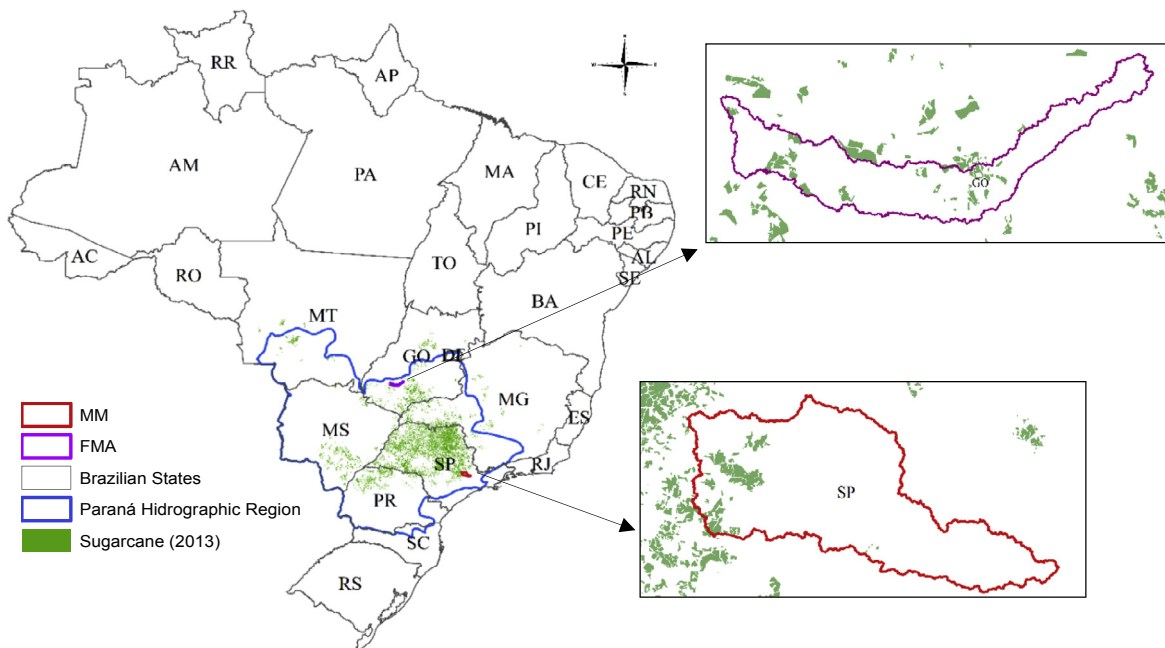 RR
AP
AM
PA
MA
CE
RN
PB
PI
PE
AL
SE
AC
RO
TO
BA
MT
GO
DF
MG
ES
MS
SP
RJ
PR
SC
RS
MM
FMA
Brazilian States
Paraná Hidrographic Region
Sugarcane (2013)
GO
SP